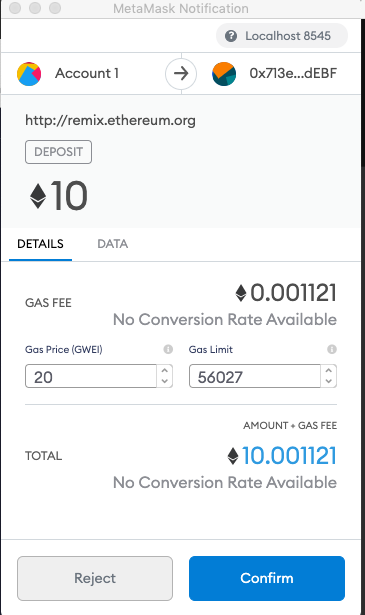 MetaMask Notification
Localhost 8545
Account 1 0x713e...dEBF
http://remix.ethereum.org
DEPOSIT
10
DETAILS DATA
GAS FEE 0.001121
No Conversion Rate Available
Gas Price (GWEI) Gas Limit
20 56027
AMOUNT + GAS FEE
TOTAL 10.001121
No Conversion Rate Available
Reject Confirm